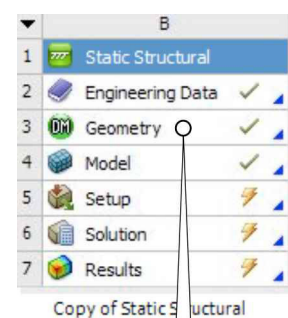 B
1 Static Structural
2 Engineering Data
3 DM Geometry
4 Model
5 Setup
6 Solution
7 Results
Copy of Static Structural